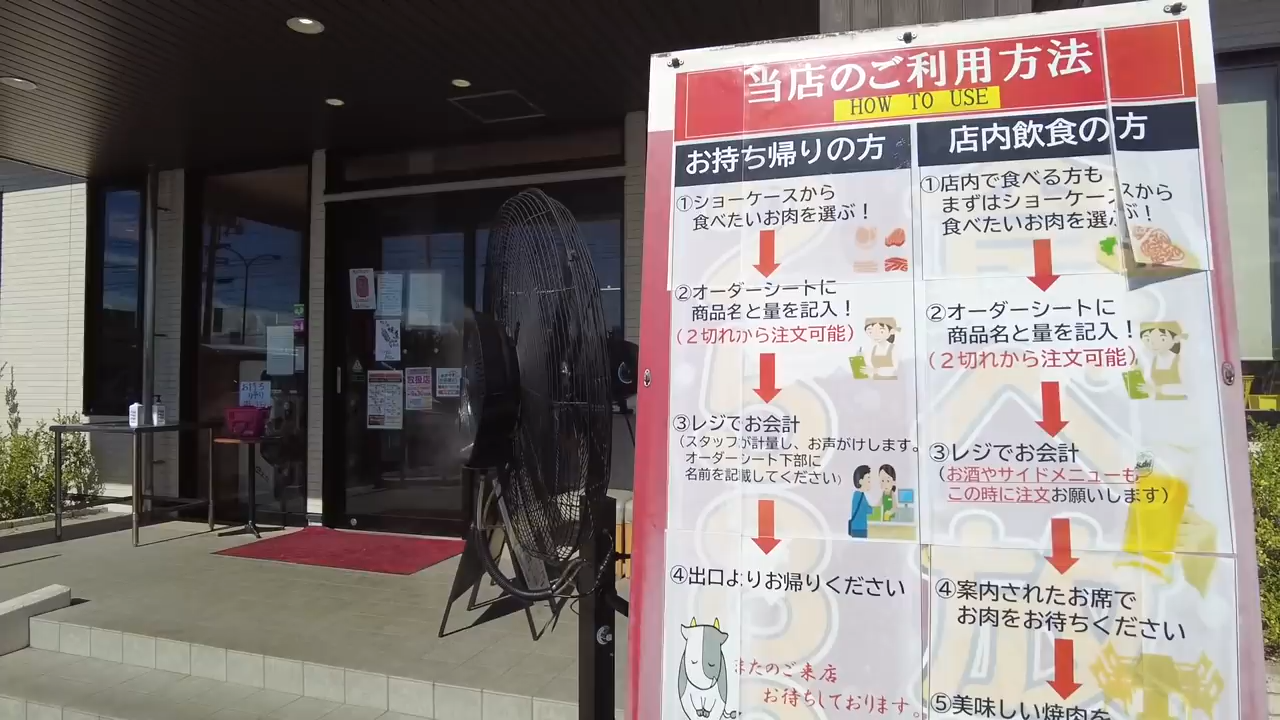 当店のご利用方法
HOW TO USE
お持ち帰りの方
①ショーケースから
食べたいお肉を選ぶ！
②オーダーシートに
商品名と量を記入！
（２切れから注文可能）
③レジでお会計
（スタッフが計量し、お声がけします。
オーダーシート下部に
名前を記載してください）
④出口よりお帰りください
またのご来店
お待ちしております。
店内飲食の方
①店内で食べる方も
まずはショーケースから
食べたいお肉を選ぶ！
②オーダーシートに
商品名と量を記入！
（２切れから注文可能）
③レジでお会計
（お酒やサイドメニューも
この時に注文お願いします）
④案内されたお席で
お肉をお待ちください
⑤美味しい焼肉を